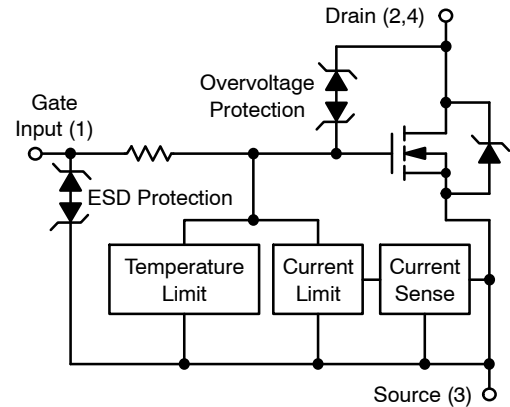 Drain (2,4)
Overvoltage
Protection
Gate
Input (1)
ESD Protection
Temperature
Limit
Current
Limit
Current
Sense
Source (3)